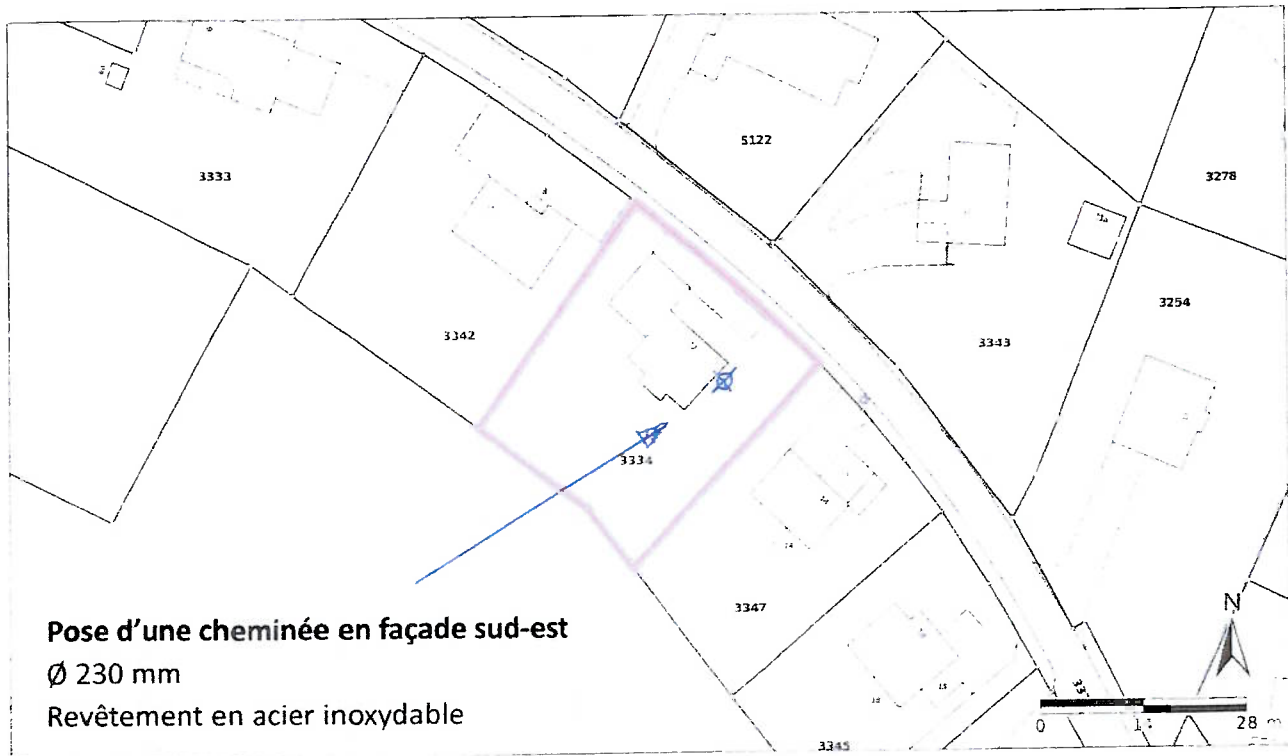 5122
3333
3278
3254
3342
3343
3334
3347
Pose d'une cheminée en façade sud-est
Ø 230 mm
Revêtement en acier inoxydable
N
0
28
3345